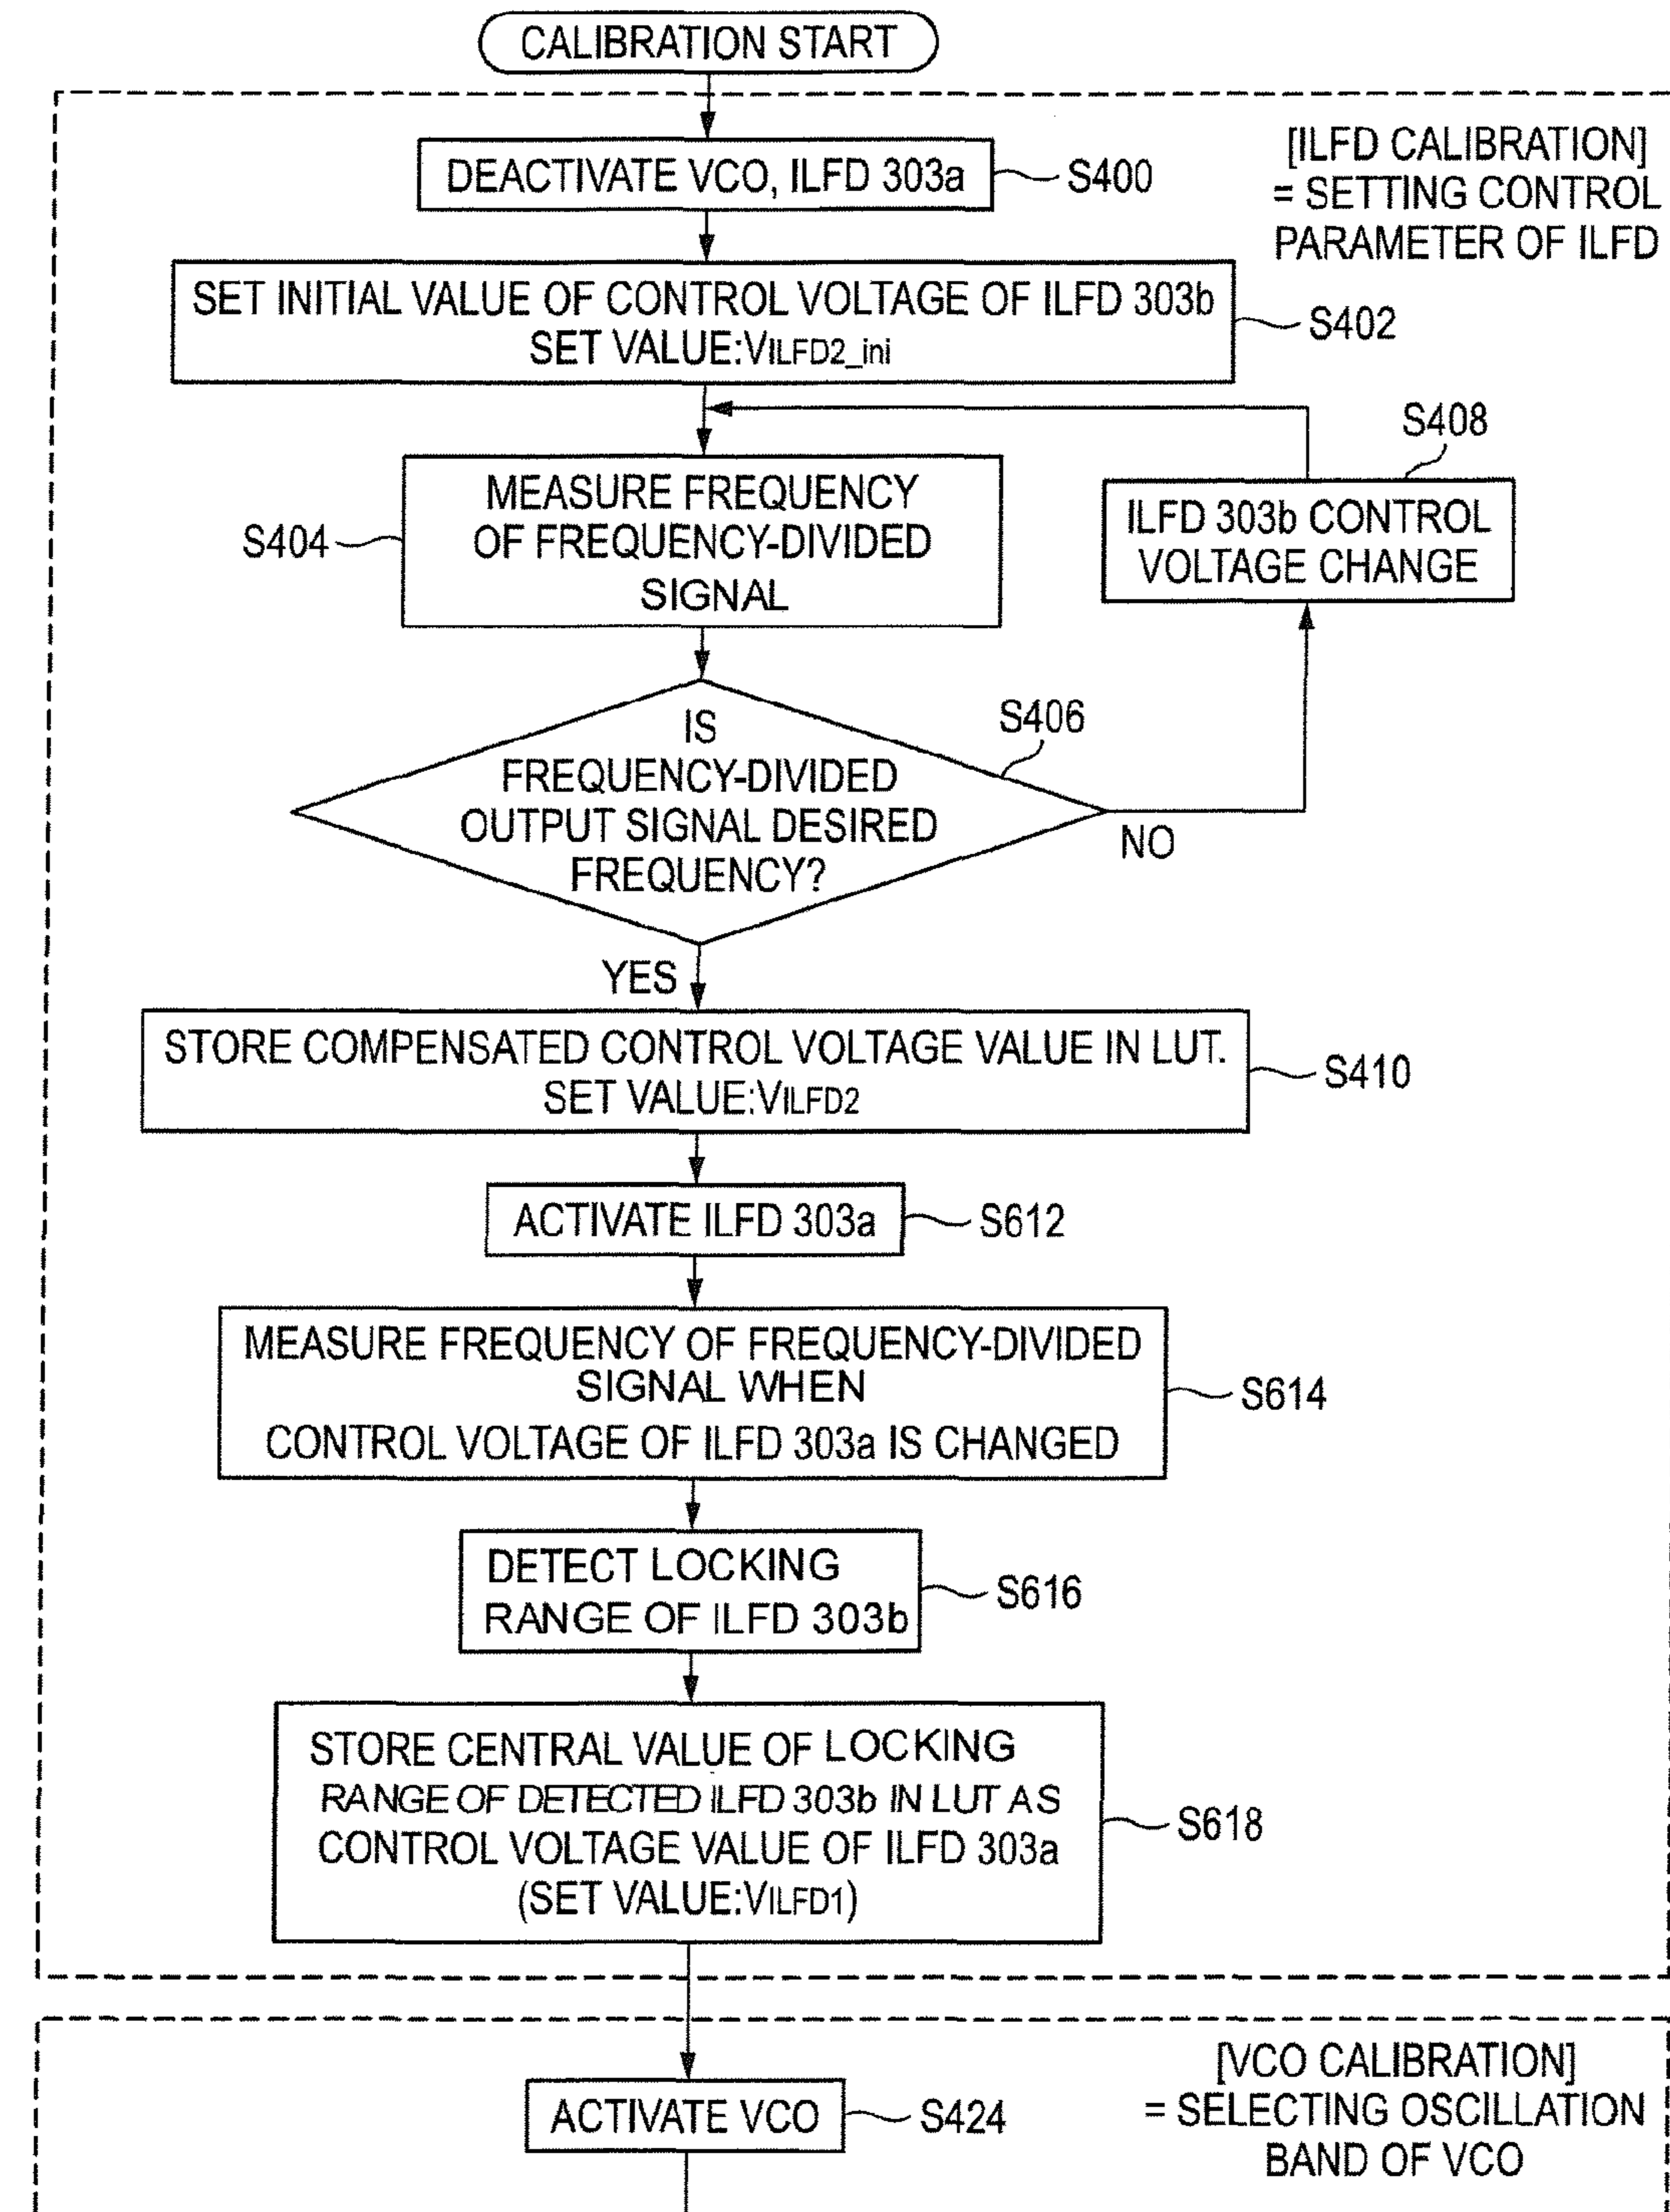 CALIBRATION START
[ILFD CALIBRATION]
= SETTING CONTROL
PARAMETER OF ILFD
DEACTIVATE VCO, ILFD 303a
S400
SET INITIAL VALUE OF CONTROL VOLTAGE OF ILFD 303b
SET VALUE:VILFD2_ini
S402
S408
MEASURE FREQUENCY
OF FREQUENCY-DIVIDED
SIGNAL
S404
ILFD 303b CONTROL
VOLTAGE CHANGE
S406
IS
FREQUENCY-DIVIDED
OUTPUT SIGNAL DESIRED
FREQUENCY?
NO
YES
STORE COMPENSATED CONTROL VOLTAGE VALUE IN LUT.
SET VALUE:VILFD2
S410
ACTIVATE ILFD 303a
S612
MEASURE FREQUENCY OF FREQUENCY-DIVIDED
SIGNAL WHEN
CONTROL VOLTAGE OF ILFD 303a IS CHANGED
S614
DETECT LOCKING
RANGE OF ILFD 303b
S616
STORE CENTRAL VALUE OF LOCKING
RANGE OF DETECTED ILFD 303b IN LUT AS
CONTROL VOLTAGE VALUE OF ILFD 303a
(SET VALUE:VILFD1)
S618
[VCO CALIBRATION]
= SELECTING OSCILLATION
BAND OF VCO
ACTIVATE VCO
S424